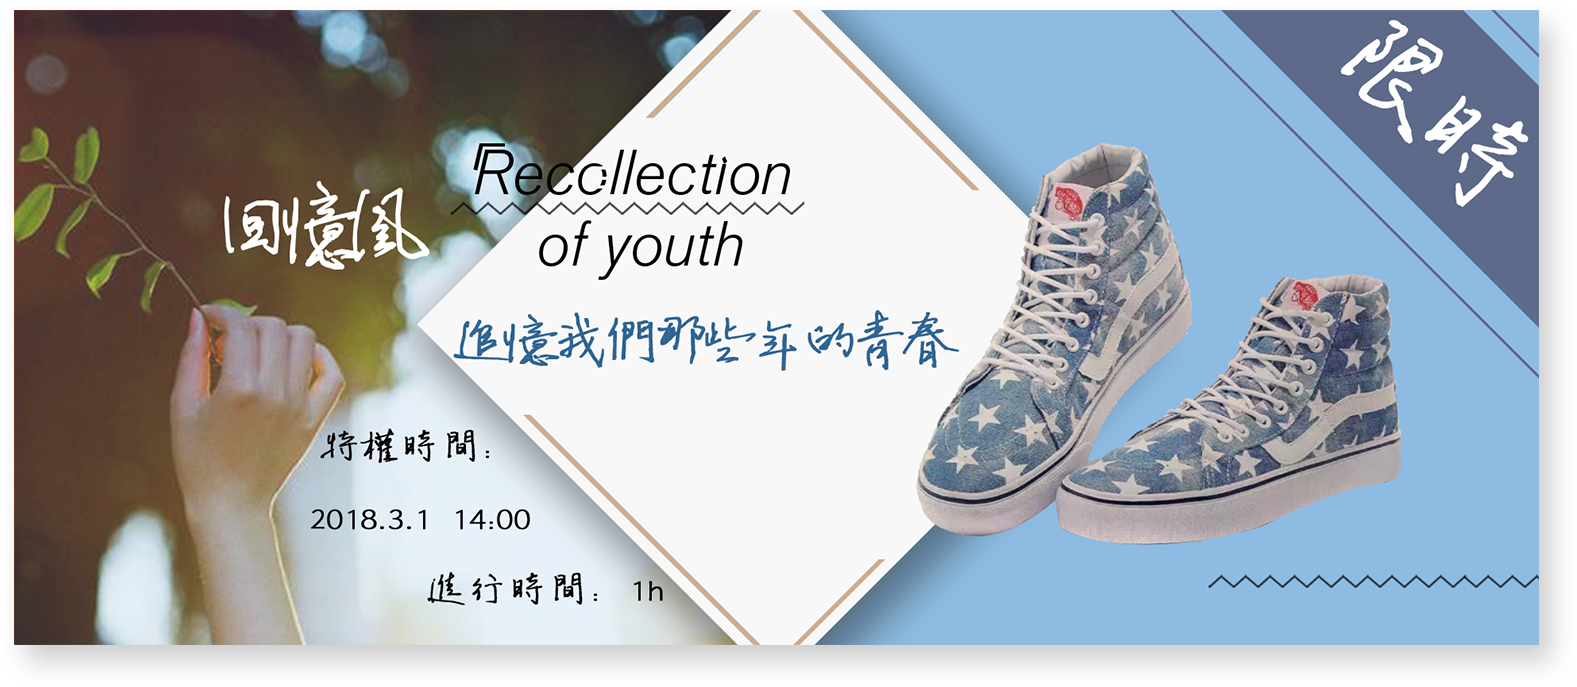 限時
Recollection
of youth
回憶風
追憶我們那些年的青春
特權時間：
2018.3.1 14:00
進行時間： 1h